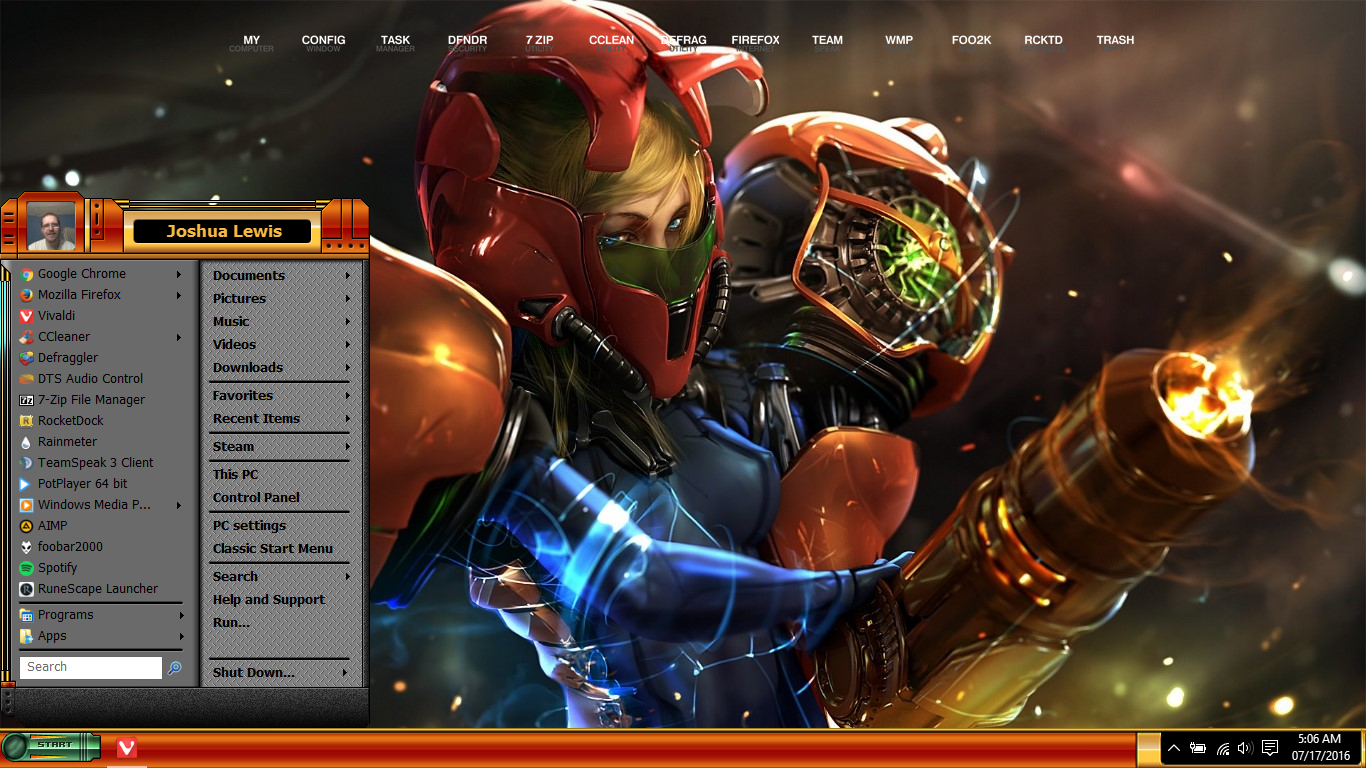 MY CONFIG TASK DFNDR 7 ZIP CCLEAN DEFRAG FIREFOX TEAM WMP FOO2K RCKTD TRASH
COMPUTER WINDOW MANAGER SECURITY UTILITY UTILITY INTERNET
Joshua Lewis
Google Chrome
Mozilla Firefox
Vivaldi
CCleaner
Defraggler
DTS Audio Control
7-Zip File Manager
RocketDock
Rainmeter
TeamSpeak 3 Client
PotPlayer 64 bit
Windows Media P...
AIMP
foobar2000
Spotify
RuneScape Launcher
Programs
Apps
Search
Documents
Pictures
Music
Videos
Downloads
Favorites
Recent Items
Steam
This PC
Control Panel
PC settings
Classic Start Menu
Search
Help and Support
Run...
Shut Down...
START
5:06 AM
07/17/2016